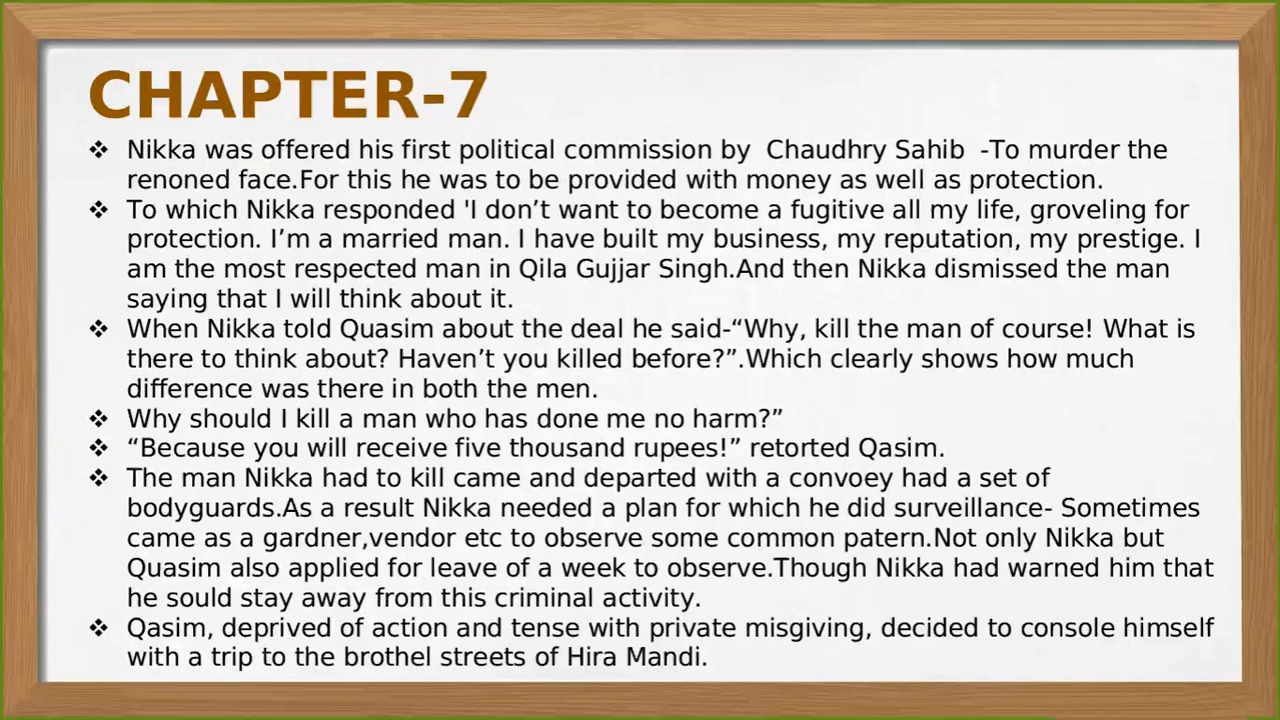 CHAPTER-7
❖ Nikka was offered his first political commission by  Chaudhry Sahib  -To murder the
renoned face.For this he was to be provided with money as well as protection.
❖ To which Nikka responded 'I don’t want to become a fugitive all my life, groveling for
protection. I’m a married man. I have built my business, my reputation, my prestige. I
am the most respected man in Qila Gujjar Singh.And then Nikka dismissed the man
saying that I will think about it.
❖ When Nikka told Quasim about the deal he said-“Why, kill the man of course! What is
there to think about? Haven’t you killed before?”.Which clearly shows how much
difference was there in both the men.
❖ Why should I kill a man who has done me no harm?”
❖ “Because you will receive five thousand rupees!” retorted Qasim.
❖ The man Nikka had to kill came and departed with a convoey had a set of
bodyguards.As a result Nikka needed a plan for which he did surveillance- Sometimes
came as a gardner,vendor etc to observe some common patern.Not only Nikka but
Quasim also applied for leave of a week to observe.Though Nikka had warned him that
he sould stay away from this criminal activity.
❖ Qasim, deprived of action and tense with private misgiving, decided to console himself
with a trip to the brothel streets of Hira Mandi.